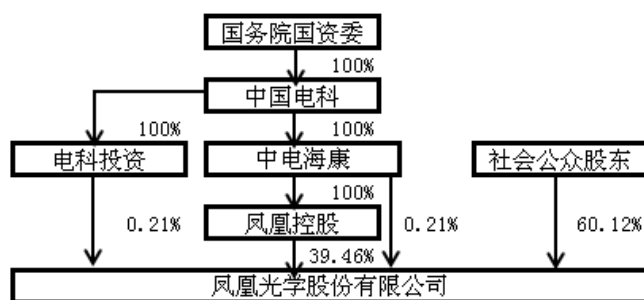 国务院国资委
100%
中国电科
100% 100%
电科投资 中电海康 社会公众股东
100%
0.21% 凤凰控股 0.21% 60.12%
39.46%
凤凰光学股份有限公司